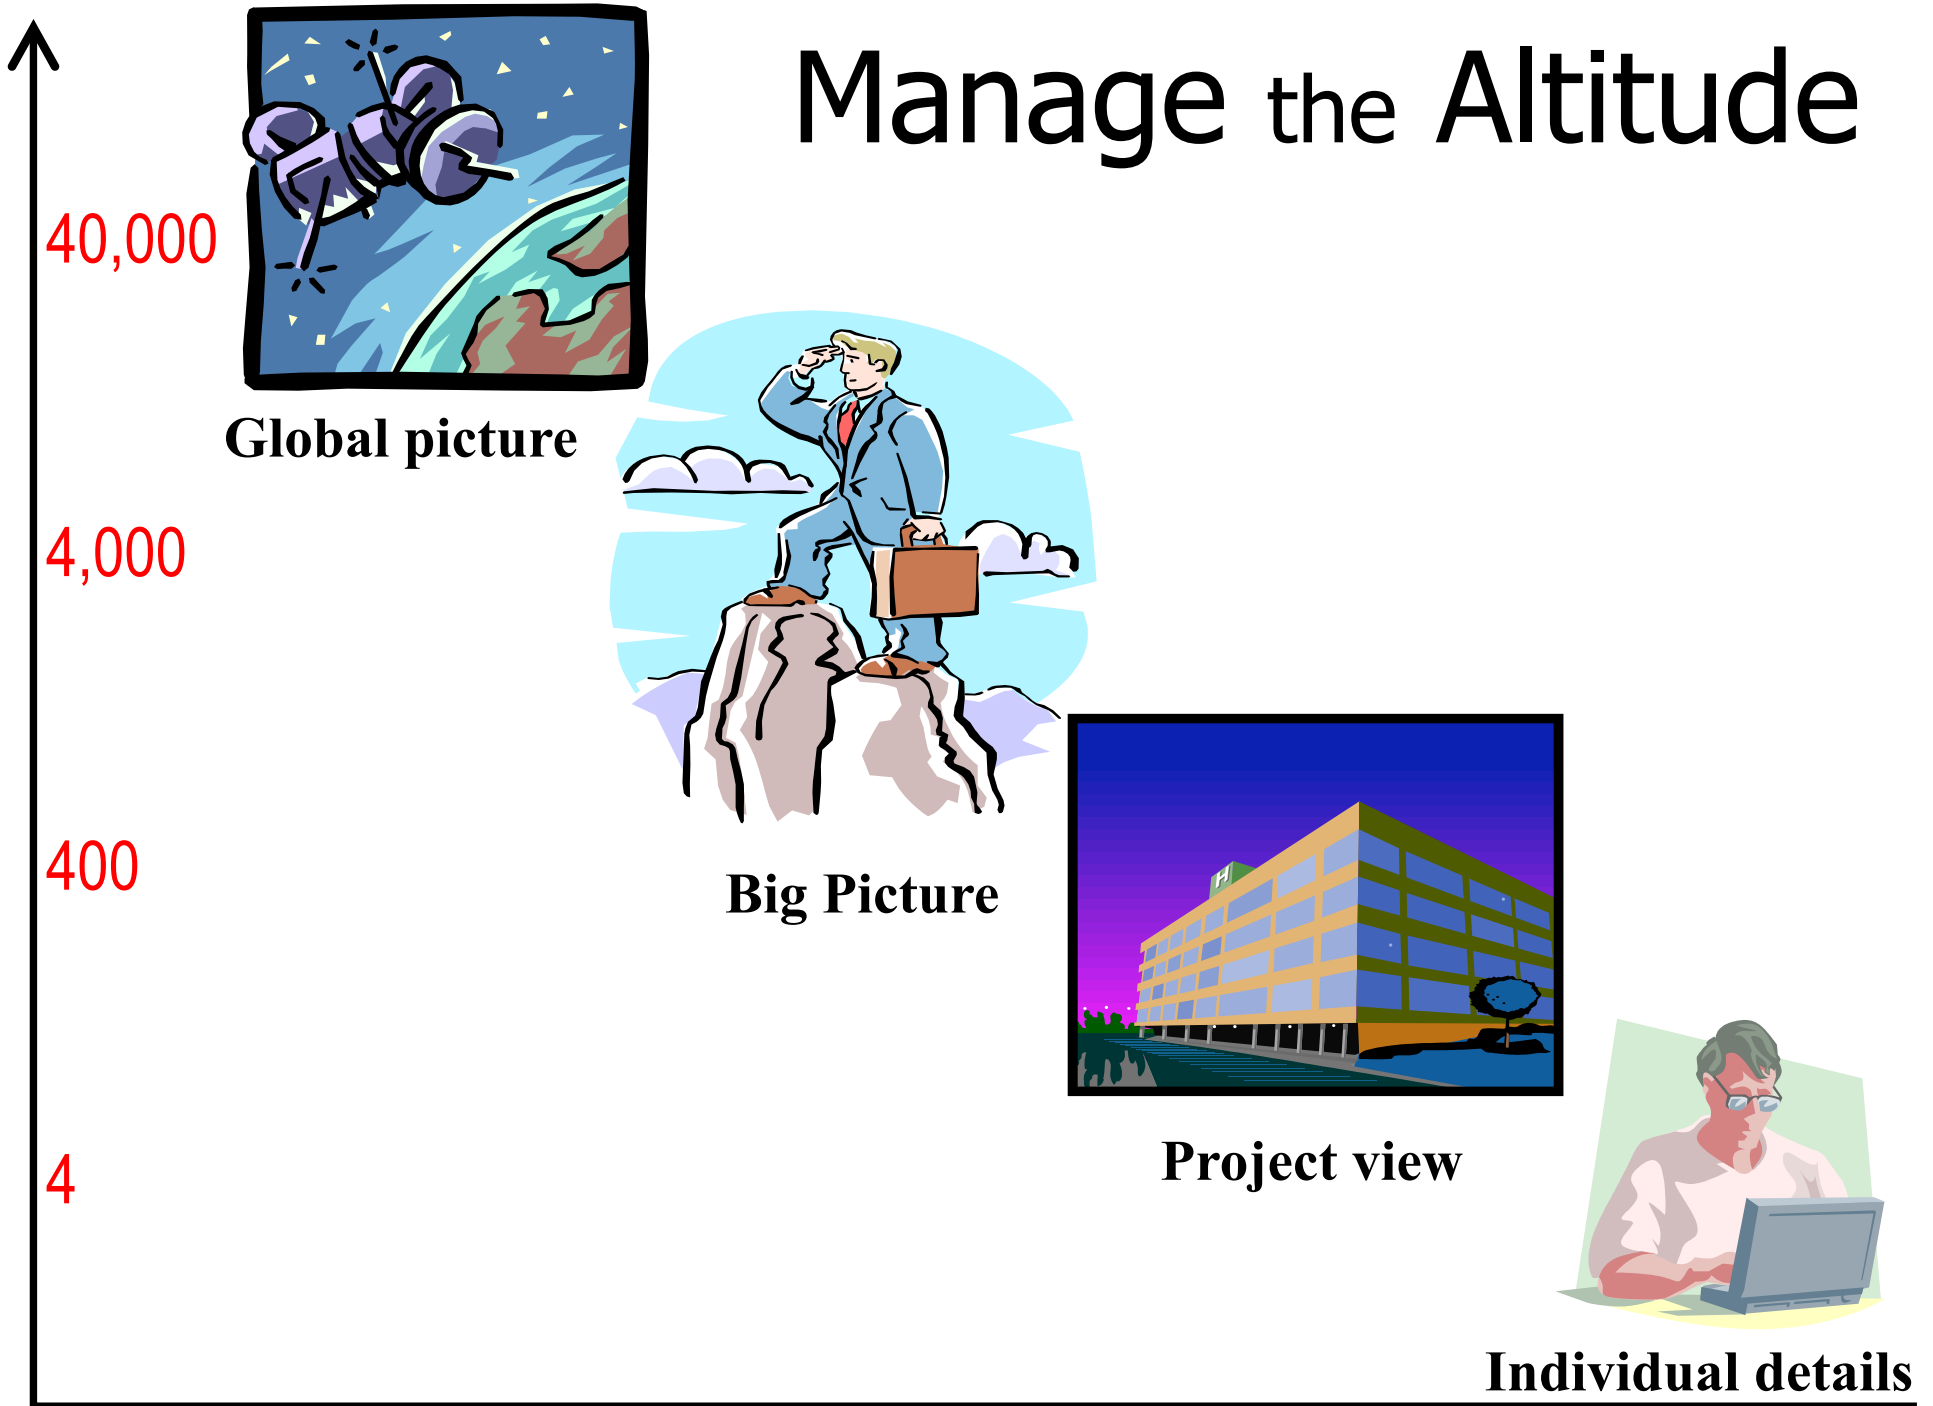 Manage the Altitude
40,000
Global picture
4,000
400
Big Picture
H
4
Project view
Individual details